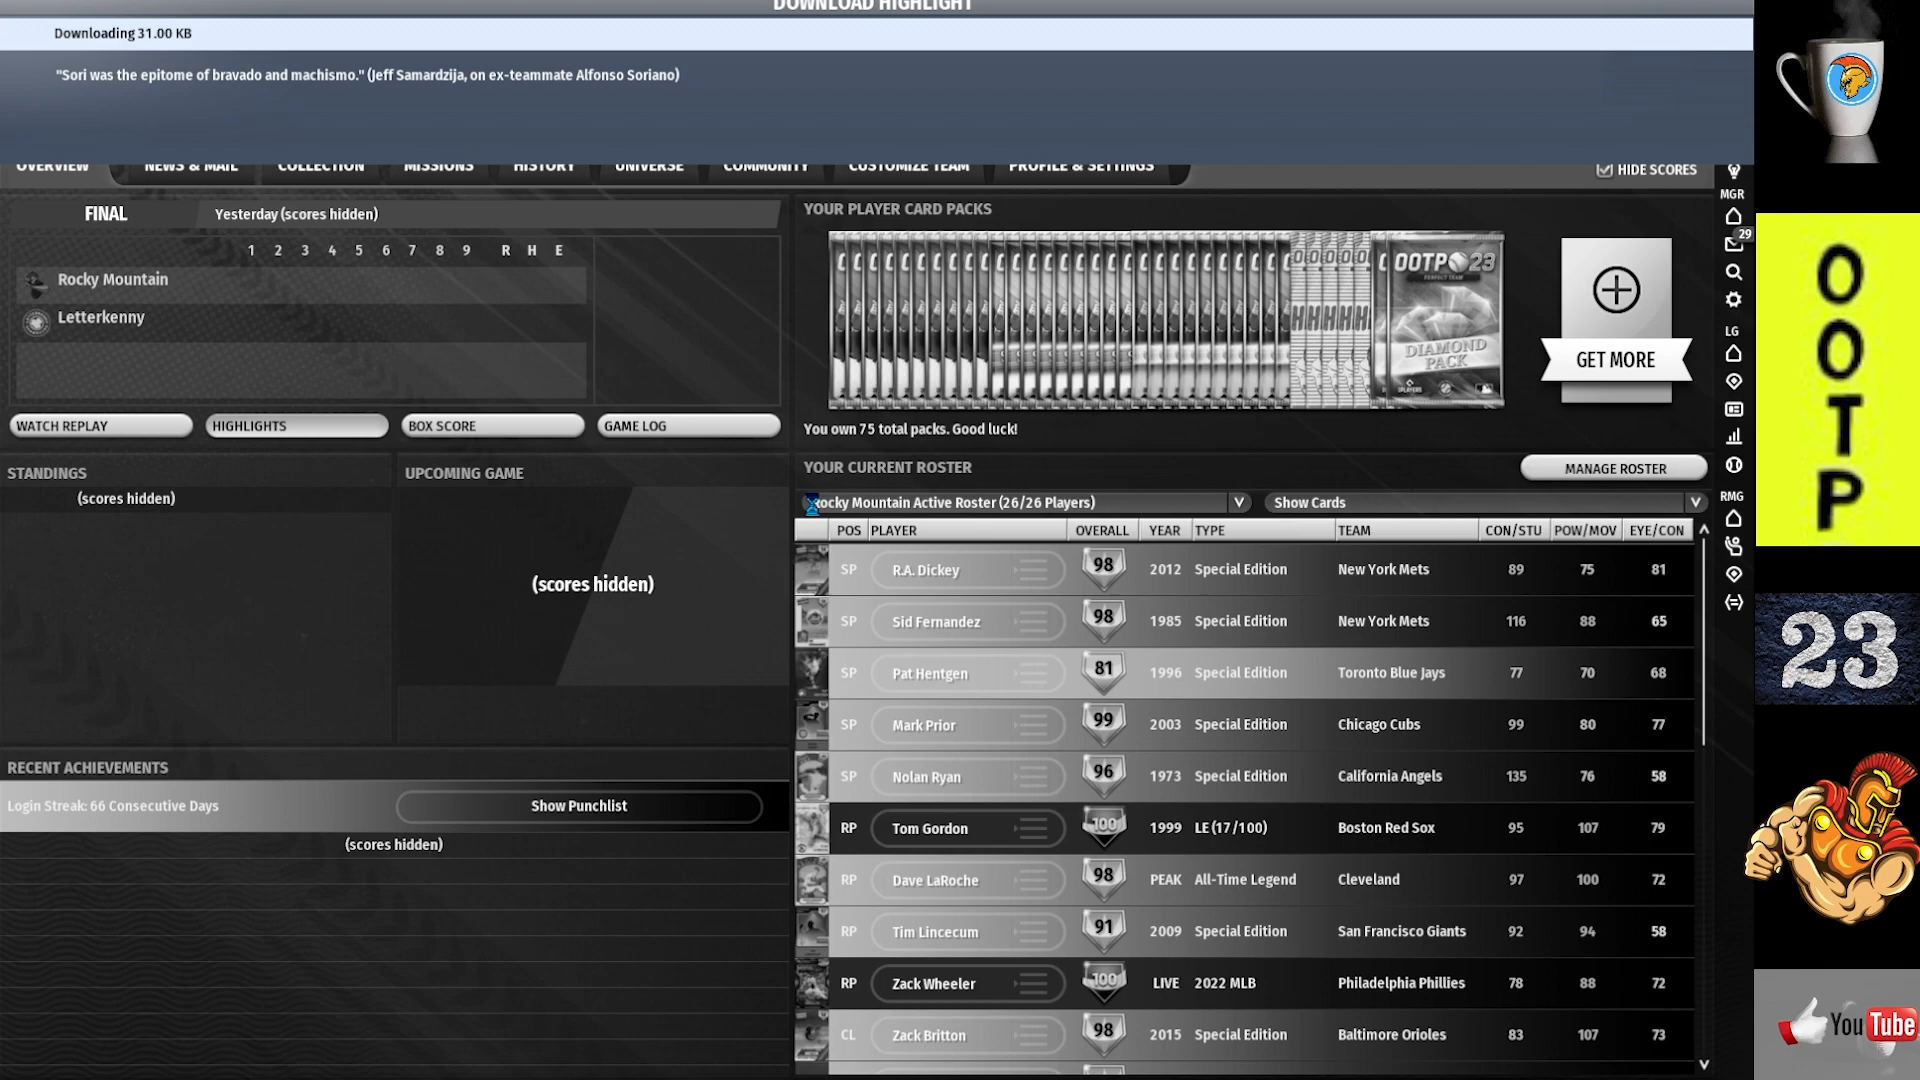 DOWNLOAD HIGHLIGHT
Downloading 31.00 KB
"Sori was the epitome of bravado and machismo." (Jeff Samardzija, on ex-teammate Alfonso Soriano)
OVERVIEW NEWS & MAIL COLLECTION MISSIONS HISTORY UNIVERSE COMMUNITY CUSTOMIZE TEAM PROFILE & SETTINGS HIDE SCORES
FINAL Yesterday (scores hidden)
1 2 3 4 5 6 7 8 9 R H E
Rocky Mountain
Letterkenny
WATCH REPLAY HIGHLIGHTS BOX SCORE GAME LOG
STANDINGS
(scores hidden)
UPCOMING GAME
(scores hidden)
RECENT ACHIEVEMENTS
Login Streak: 66 Consecutive Days Show Punchlist
(scores hidden)
YOUR PLAYER CARD PACKS
OOTP 23
DIAMOND
PACK
GET MORE
You own 75 total packs. Good luck!
YOUR CURRENT ROSTER MANAGE ROSTER
Rocky Mountain Active Roster (26/26 Players) Show Cards
POS PLAYER OVERALL YEAR TYPE TEAM CON/STU POW/MOV EYE/CON
SP R.A. Dickey 98 2012 Special Edition New York Mets 89 75 81
SP Sid Fernandez 98 1985 Special Edition New York Mets 116 88 65
SP Pat Hentgen 81 1996 Special Edition Toronto Blue Jays 77 70 68
SP Mark Prior 99 2003 Special Edition Chicago Cubs 99 80 77
SP Nolan Ryan 96 1973 Special Edition California Angels 135 76 58
RP Tom Gordon 100 1999 LE (17/100) Boston Red Sox 95 107 79
RP Dave LaRoche 98 PEAK All-Time Legend Cleveland 97 100 72
RP Tim Lincecum 91 2009 Special Edition San Francisco Giants 92 94 58
RP Zack Wheeler 100 LIVE 2022 MLB Philadelphia Phillies 78 88 72
CL Zack Britton 98 2015 Special Edition Baltimore Orioles 83 107 73
MGR
29
LG
RMG
O
O
T
P
23
YouTube